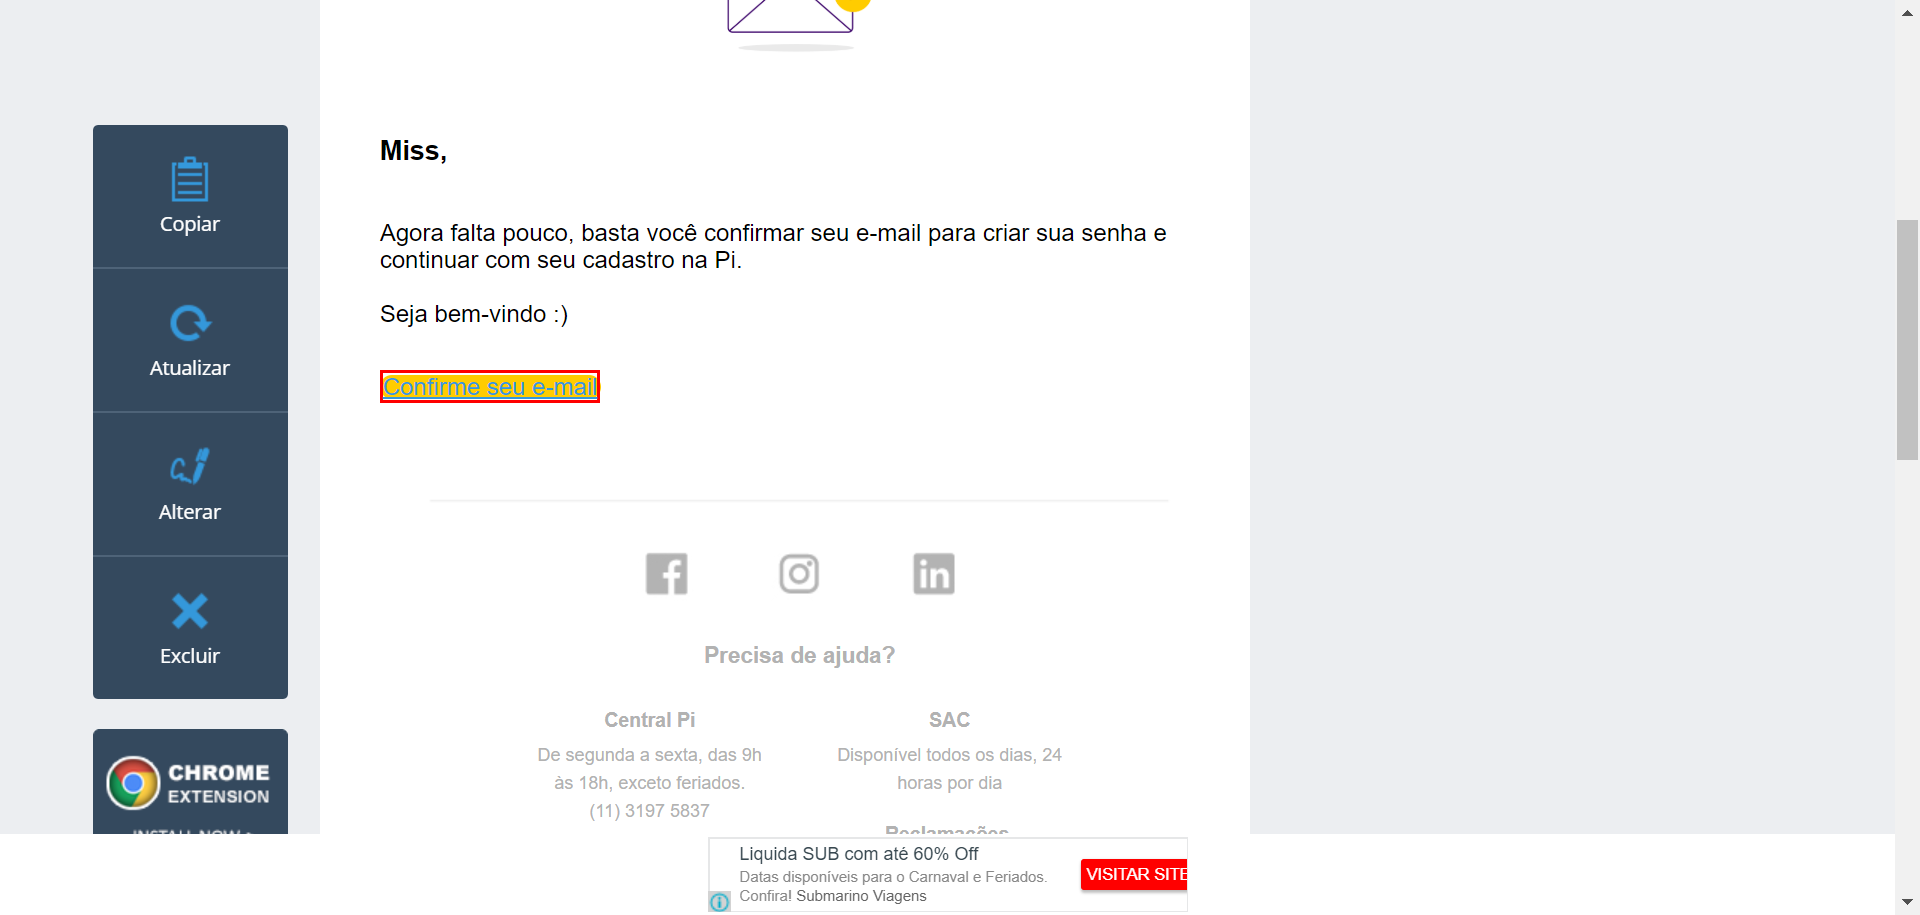 Miss,
Agora falta pouco, basta você confirmar seu e-mail para criar sua senha e
continuar com seu cadastro na Pi.
Seja bem-vindo :)
Confirme seu e-mail
Copiar
Atualizar
Alterar
Excluir
CHROME
EXTENSION
INSTALL NOW
Precisa de ajuda?
Central Pi
De segunda a sexta, das 9h
às 18h, exceto feriados.
(11) 3197 5837
SAC
Disponível todos os dias, 24
horas por dia
Reclamações
Liquida SUB com até 60% Off
Datas disponíveis para o Carnaval e Feriados.
Confira! Submarino Viagens
VISITAR SITE